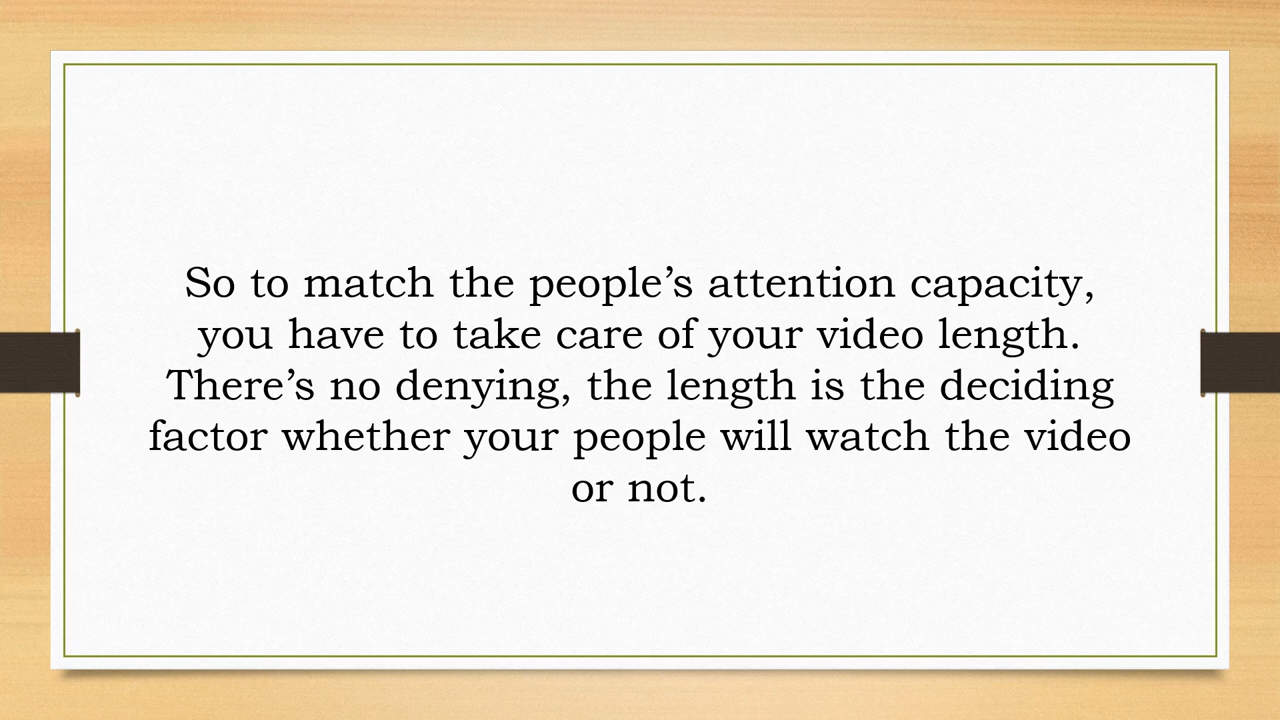 So to match the people’s attention capacity,
you have to take care of your video length.
There’s no denying, the length is the deciding
factor whether your people will watch the video
or not.